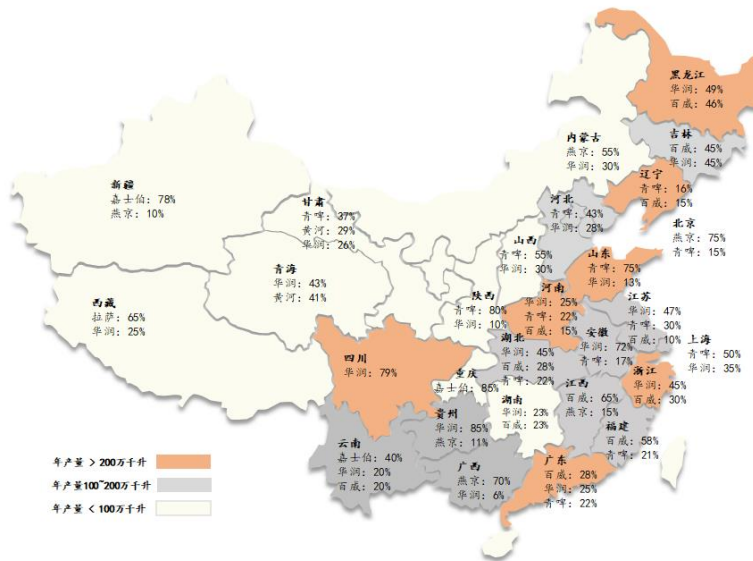 黑龙江
华润: 49%
百威: 46%
吉林
百威: 45%
华润: 45%
内蒙古
燕京: 55%
华润: 30%
辽宁
青啤: 16%
百威: 15%
新疆
嘉士伯: 78%
燕京: 10%
甘肃
青啤: 37%
黄河: 29%
华润: 26%
河北
青啤: 43%
华润: 28%
北京
燕京: 75%
青啤: 15%
山西
青啤: 55%
华润: 30%
山东
青啤: 75%
华润: 13%
青海
华润: 43%
黄河: 41%
陕西
青啤: 80%
华润: 10%
河南
华润: 25%
青啤: 22%
百威: 15%
江苏
华润: 47%
青啤: 30%
百威: 10%
西藏
拉萨: 65%
华润: 25%
安徽
华润: 72%
青啤: 17%
上海
青啤: 50%
华润: 35%
湖北
华润: 45%
百威: 28%
青啤: 22%
四川
华润: 79%
重庆
嘉士伯: 85%
浙江
华润: 45%
百威: 30%
江西
百威: 65%
燕京: 15%
湖南
华润: 23%
百威: 23%
贵州
华润: 85%
燕京: 11%
福建
百威: 58%
青啤: 21%
云南
嘉士伯: 40%
华润: 20%
百威: 20%
广西
燕京: 70%
华润: 6%
广东
百威: 28%
华润: 25%
青啤: 22%
年产量 > 200万千升
年产量100~200万千升
年产量 < 100万千升